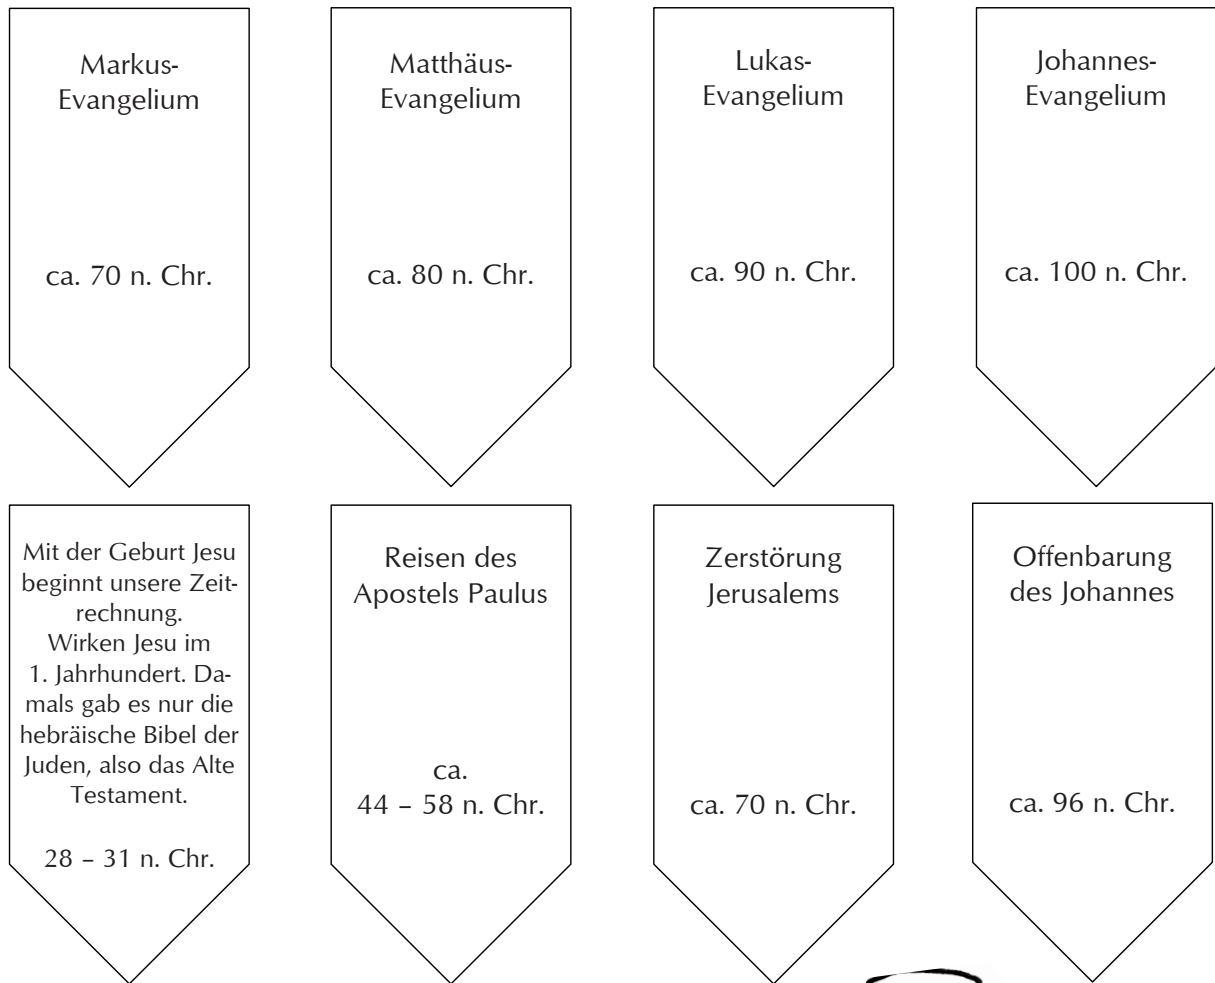 Markus-
Evangelium
ca. 70 n. Chr.
Matthäus-
Evangelium
ca. 80 n. Chr.
Lukas-
Evangelium
ca. 90 n. Chr.
Johannes-
Evangelium
ca. 100 n. Chr.
Mit der Geburt Jesu
beginnt unsere Zeit-
rechnung.
Wirken Jesu im
1. Jahrhundert. Da-
mals gab es nur die
hebräische Bibel der
Juden, also das Alte
Testament.
28 – 31 n. Chr.
Reisen des
Apostels Paulus
ca.
44 – 58 n. Chr.
Zerstörung
Jerusalems
ca. 70 n. Chr.
Offenbarung
des Johannes
ca. 96 n. Chr.